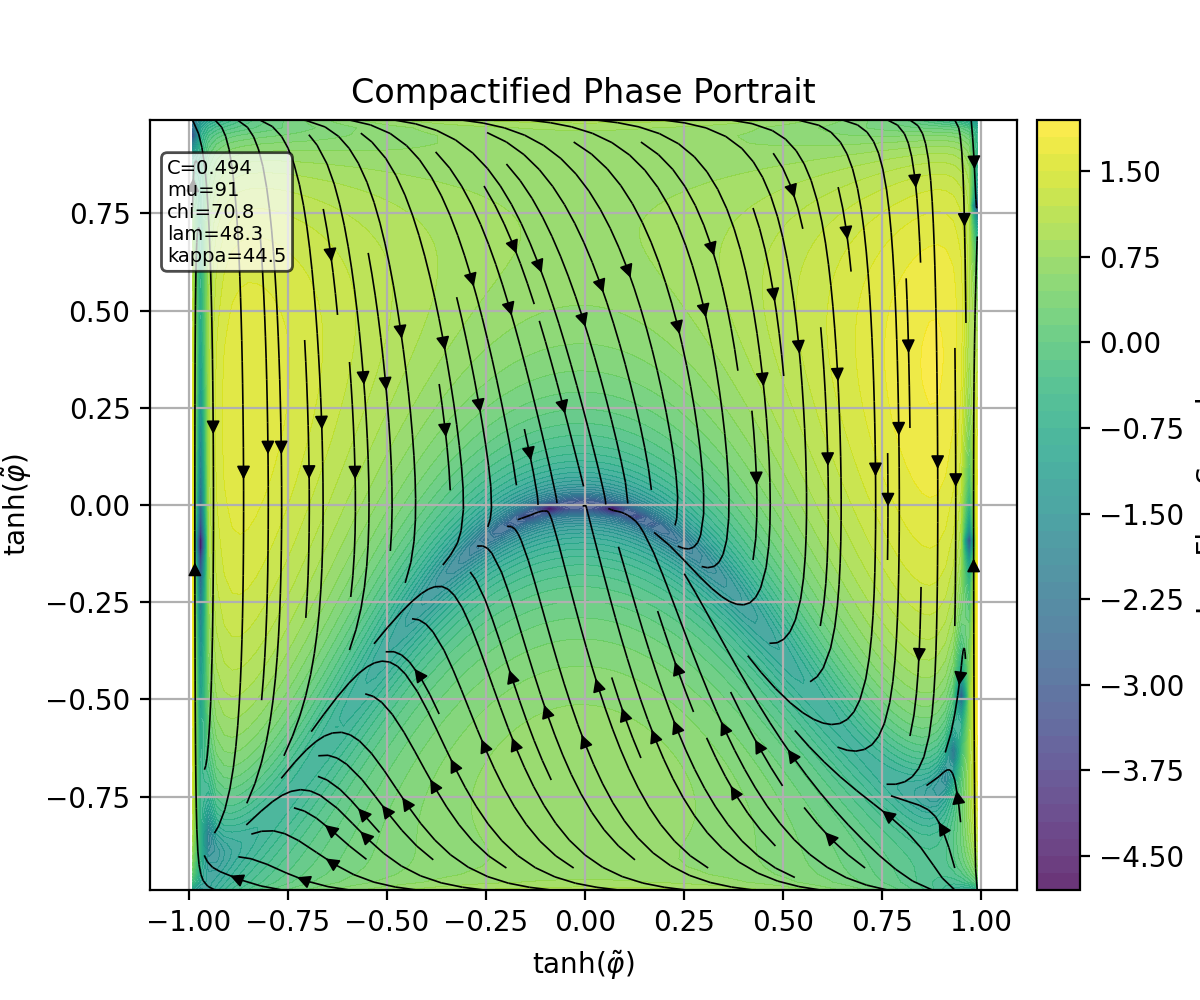 Compactified Phase Portrait
C=0.494
mu=91
chi=70.8
lam=48.3
kappa=44.5
0.75
0.50
0.25
0.00
−0.25
−0.50
−0.75
tanh(φ̃)
−1.00 −0.75 −0.50 −0.25 0.00 0.25 0.50 0.75 1.00
tanh(φ̃)
1.50
0.75
0.00
−0.75
−1.50
−2.25
−3.00
−3.75
−4.50